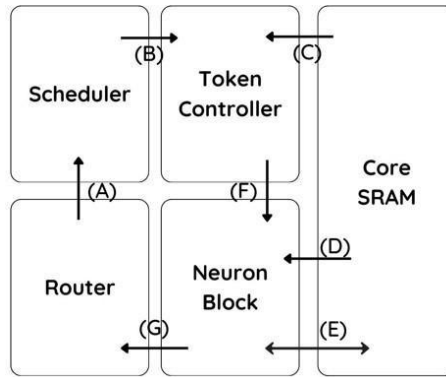 (B)
(C)
Scheduler
Token
Controller
Core
SRAM
(A)
(F)
Router
Neuron
Block
(D)
(G)
(E)